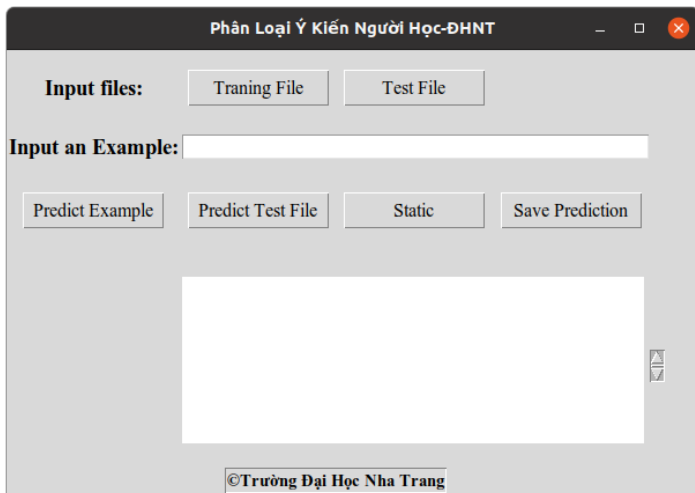 Phân Loại Ý Kiến Người Học-ĐHNT
Input files: Traning File Test File
Input an Example:
Predict Example Predict Test File Static Save Prediction
©Trường Đại Học Nha Trang